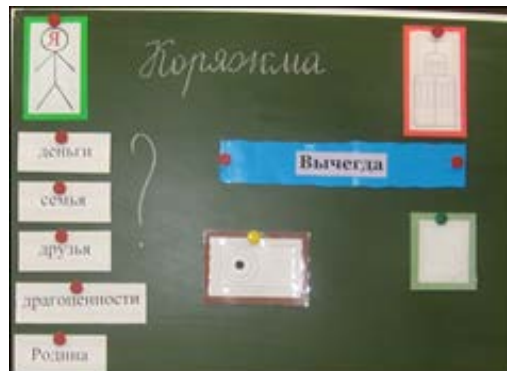 Я
Коряжма
деньги
?
Вычегда
семья
друзья
драгоценности
Родина